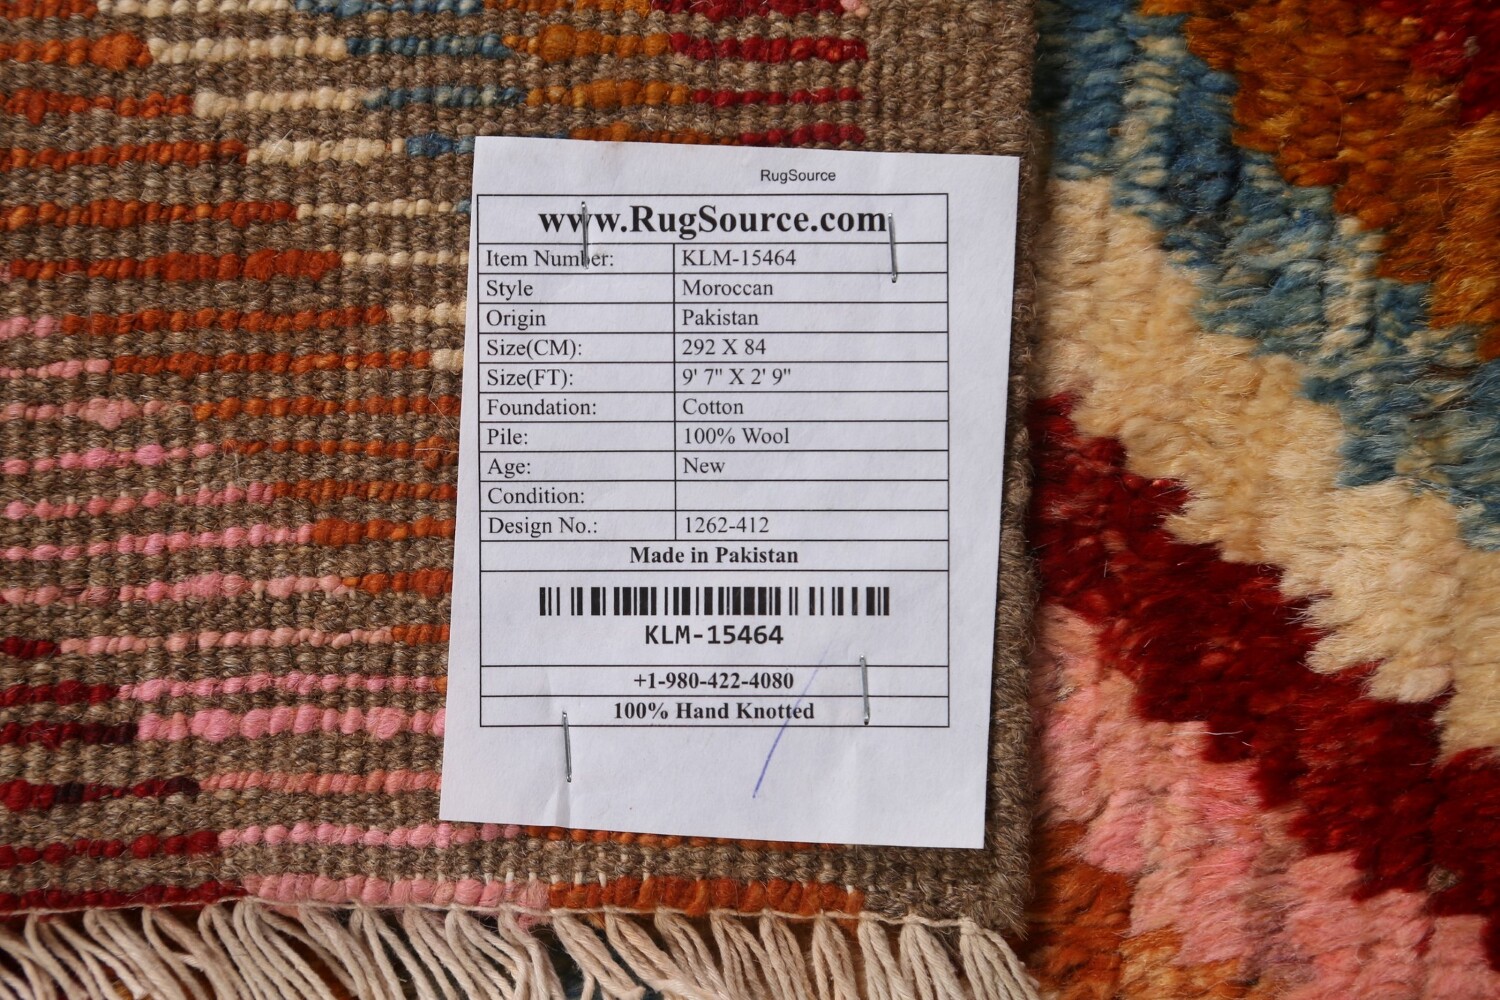 RugSource
www.RugSource.com
Item Number: KLM-15464
Style Moroccan
Origin Pakistan
Size(CM): 292 X 84
Size(FT): 9' 7" X 2' 9"
Foundation: Cotton
Pile: 100% Wool
Age: New
Condition:
Design No.: 1262-412
Made in Pakistan
KLM-15464
+1-980-422-4080
100% Hand Knotted